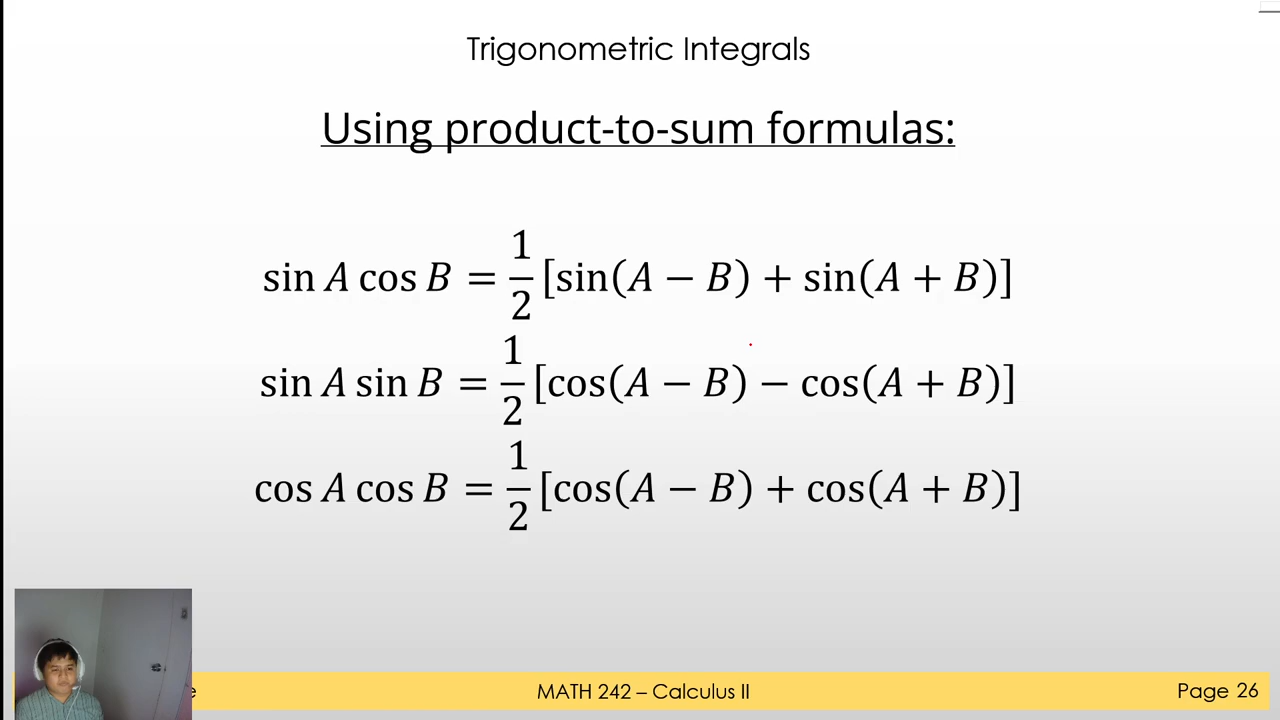 Trigonometric Integrals
Using product-to-sum formulas:
sin A cos B = 1/2 [sin(A − B) + sin(A + B)]
sin A sin B = 1/2 [cos(A − B) − cos(A + B)]
cos A cos B = 1/2 [cos(A − B) + cos(A + B)]
MATH 242 – Calculus II
Page 26